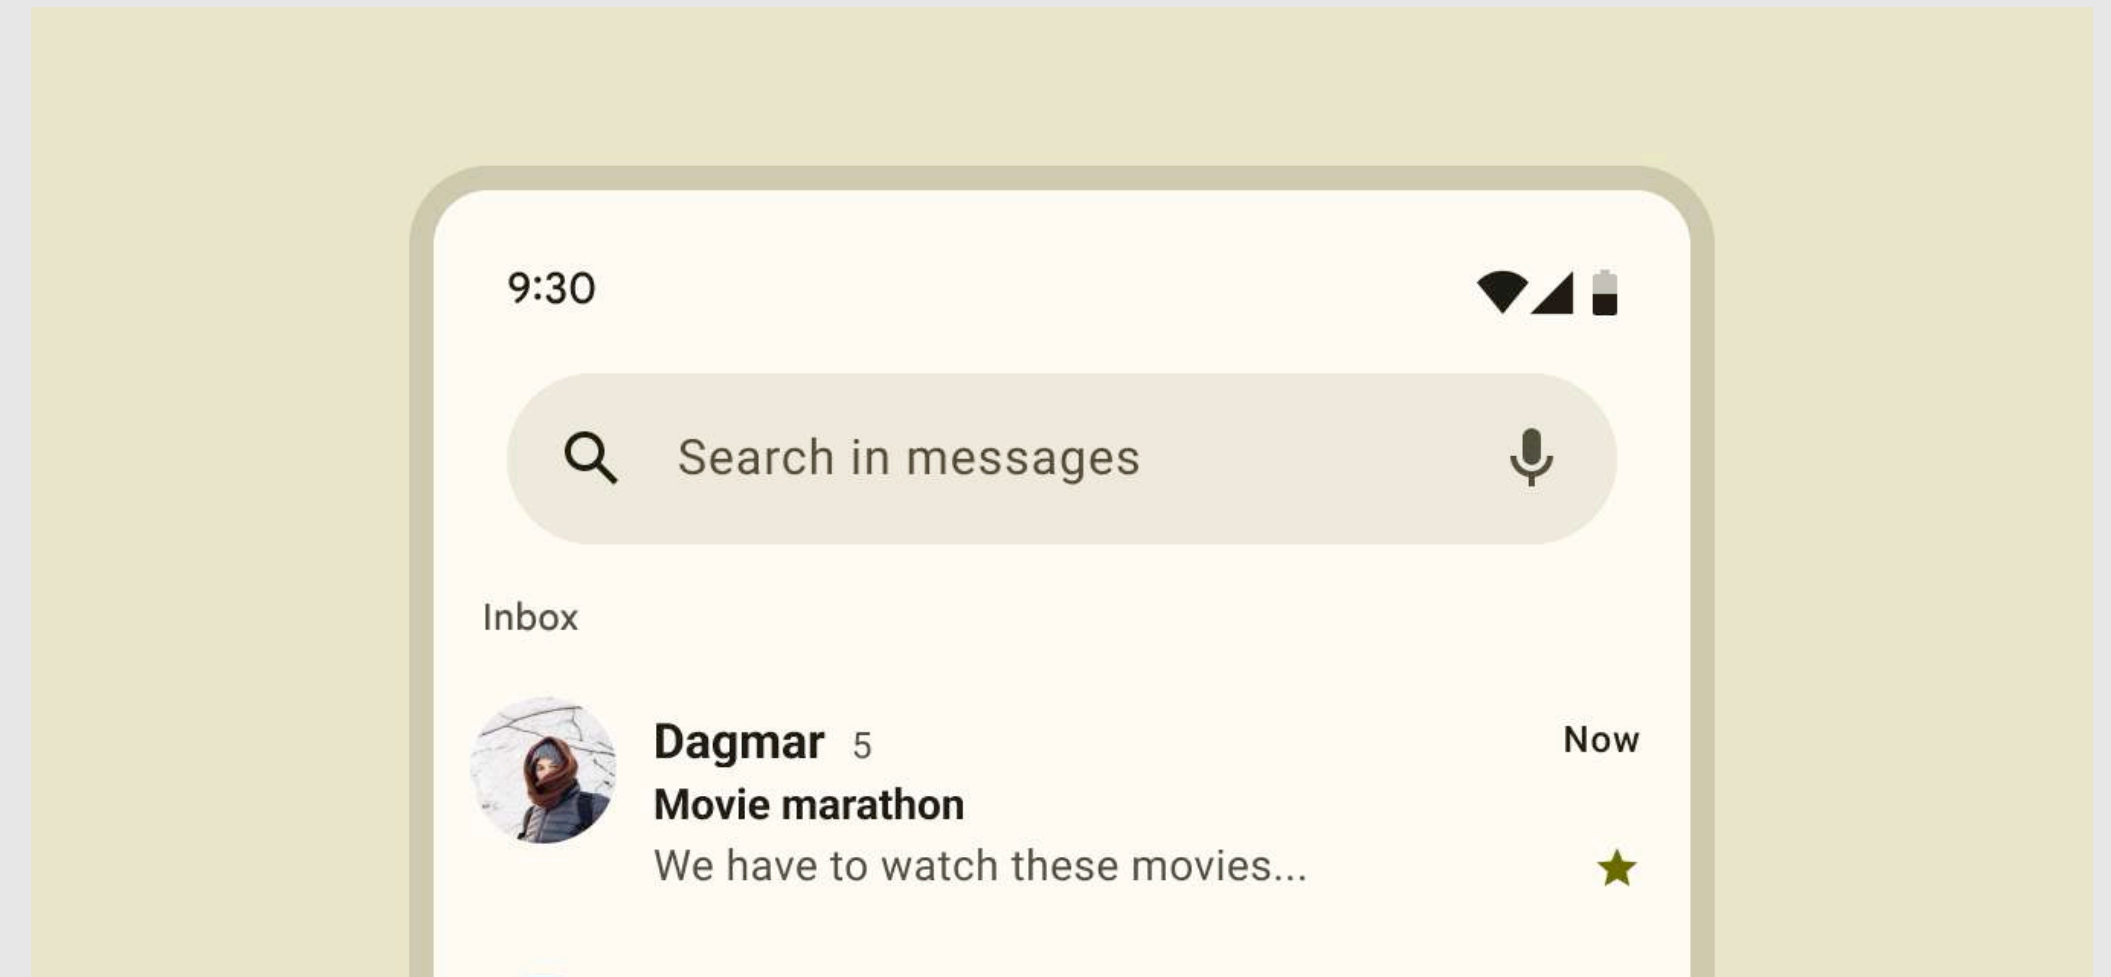 9:30
Search in messages
Inbox
Dagmar 5
Now
Movie marathon
We have to watch these movies...